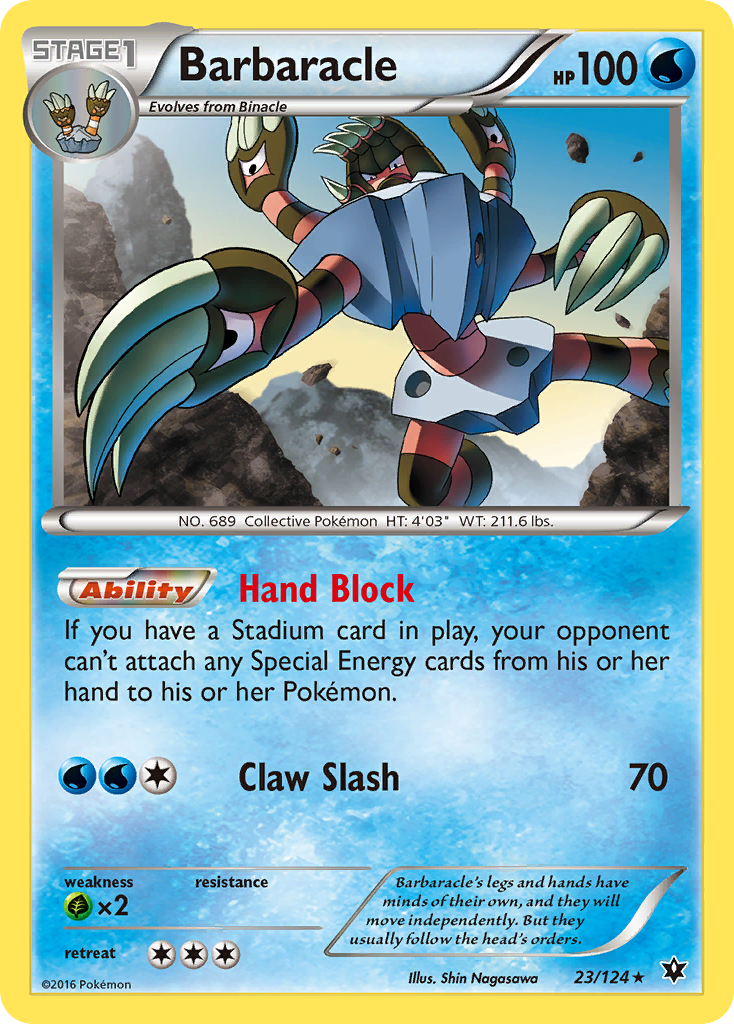 STAGE1
Barbaracle
HP100
Evolves from Binacle
NO. 689 Collective Pokémon HT: 4'03" WT: 211.6 lbs.
Ability Hand Block
If you have a Stadium card in play, your opponent
can't attach any Special Energy cards from his or her
hand to his or her Pokémon.
Claw Slash 70
weakness resistance
×2
retreat
Barbaracle's legs and hands have
minds of their own, and they will
move independently. But they
usually follow the head's orders.
©2016 Pokémon
Illus. Shin Nagasawa
23/124★